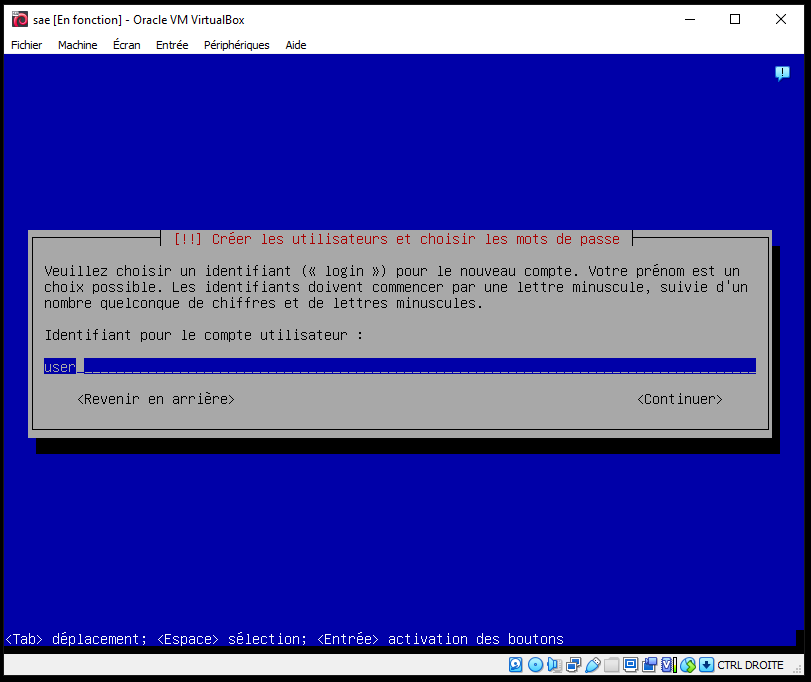 sae [En fonction] - Oracle VM VirtualBox
Fichier Machine Écran Entrée Périphériques Aide
[!!] Créer les utilisateurs et choisir les mots de passe
Veuillez choisir un identifiant (« login ») pour le nouveau compte. Votre prénom est un
choix possible. Les identifiants doivent commencer par une lettre minuscule, suivie d'un
nombre quelconque de chiffres et de lettres minuscules.
Identifiant pour le compte utilisateur :
user
<Revenir en arrière> <Continuer>
<Tab> déplacement; <Espace> sélection; <Entrée> activation des boutons
CTRL DROITE